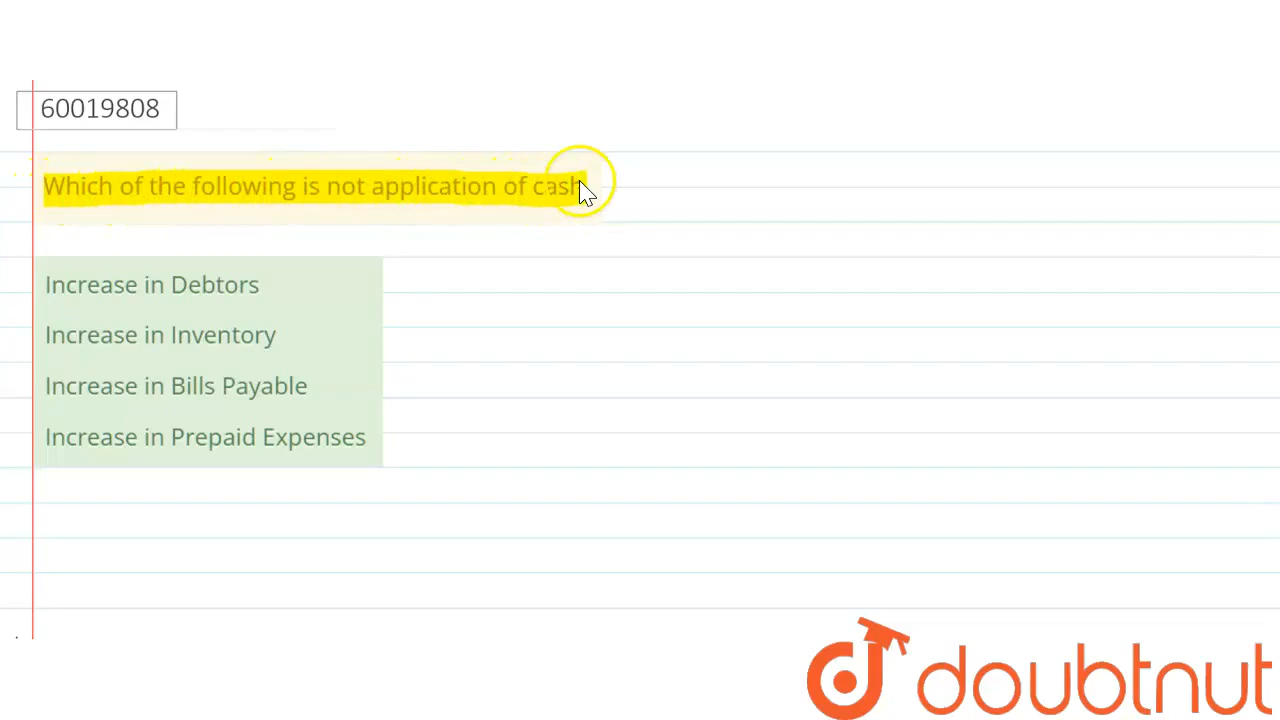 60019808
Which of the following is not application of cash
Increase in Debtors
Increase in Inventory
Increase in Bills Payable
Increase in Prepaid Expenses
doubtnut